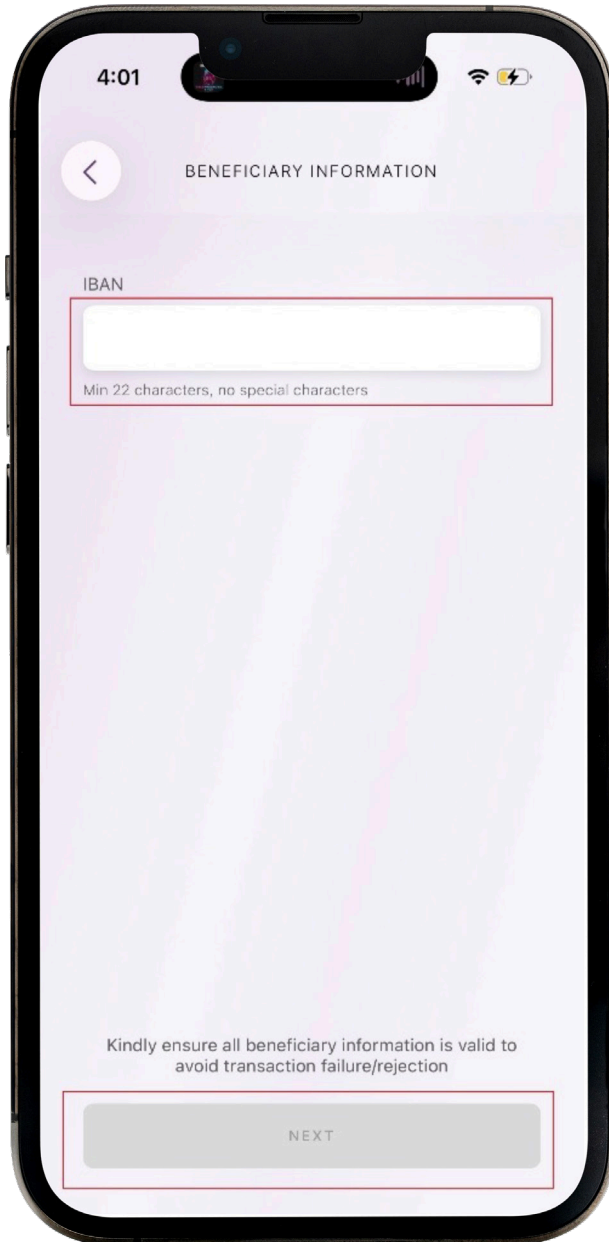 4:01
BENEFICIARY INFORMATION
IBAN
Min 22 characters, no special characters
Kindly ensure all beneficiary information is valid to
avoid transaction failure/rejection
NEXT